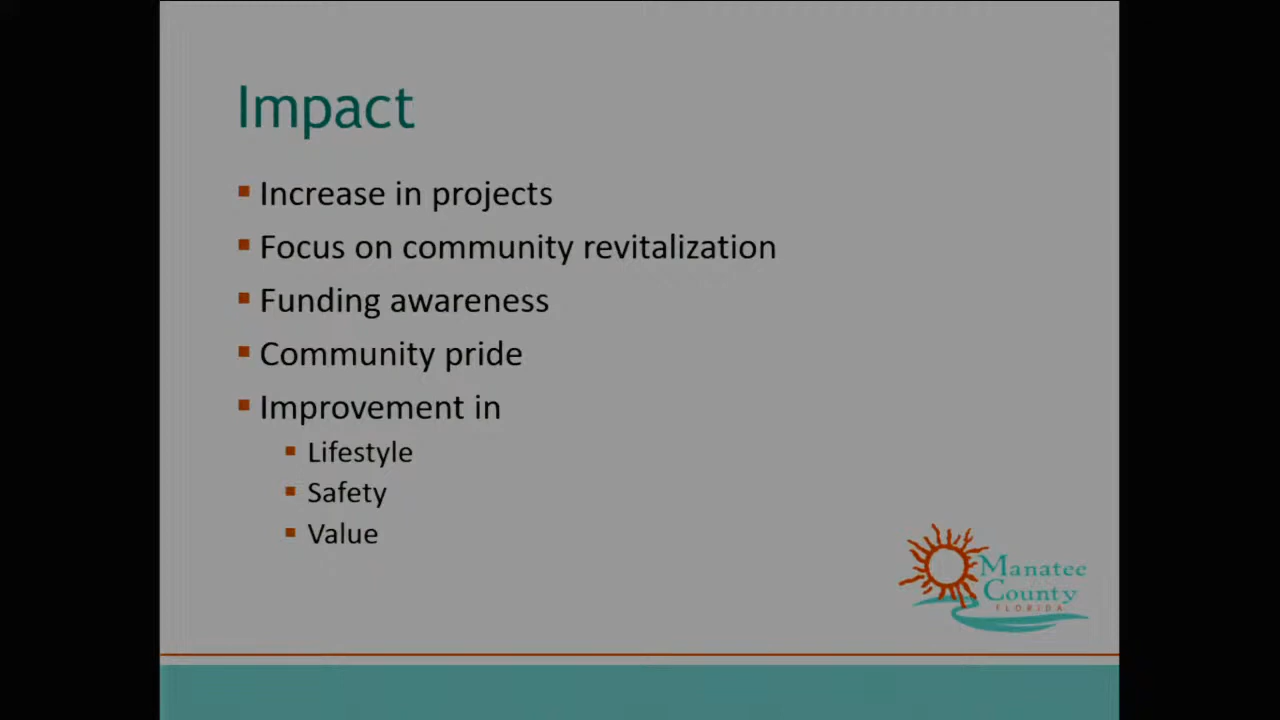 Impact
Increase in projects
Focus on community revitalization
Funding awareness
Community pride
Improvement in
Lifestyle
Safety
Value
Manatee
County
FLORIDA